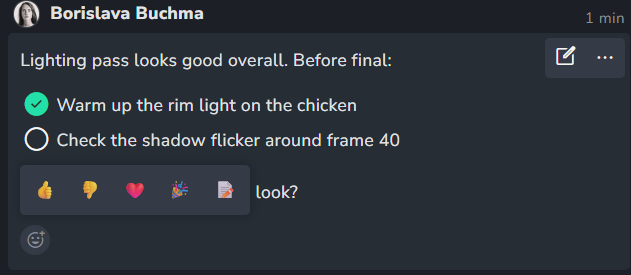 Borislava Buchma
1 min
Lighting pass looks good overall. Before final:
Warm up the rim light on the chicken
Check the shadow flicker around frame 40
look?